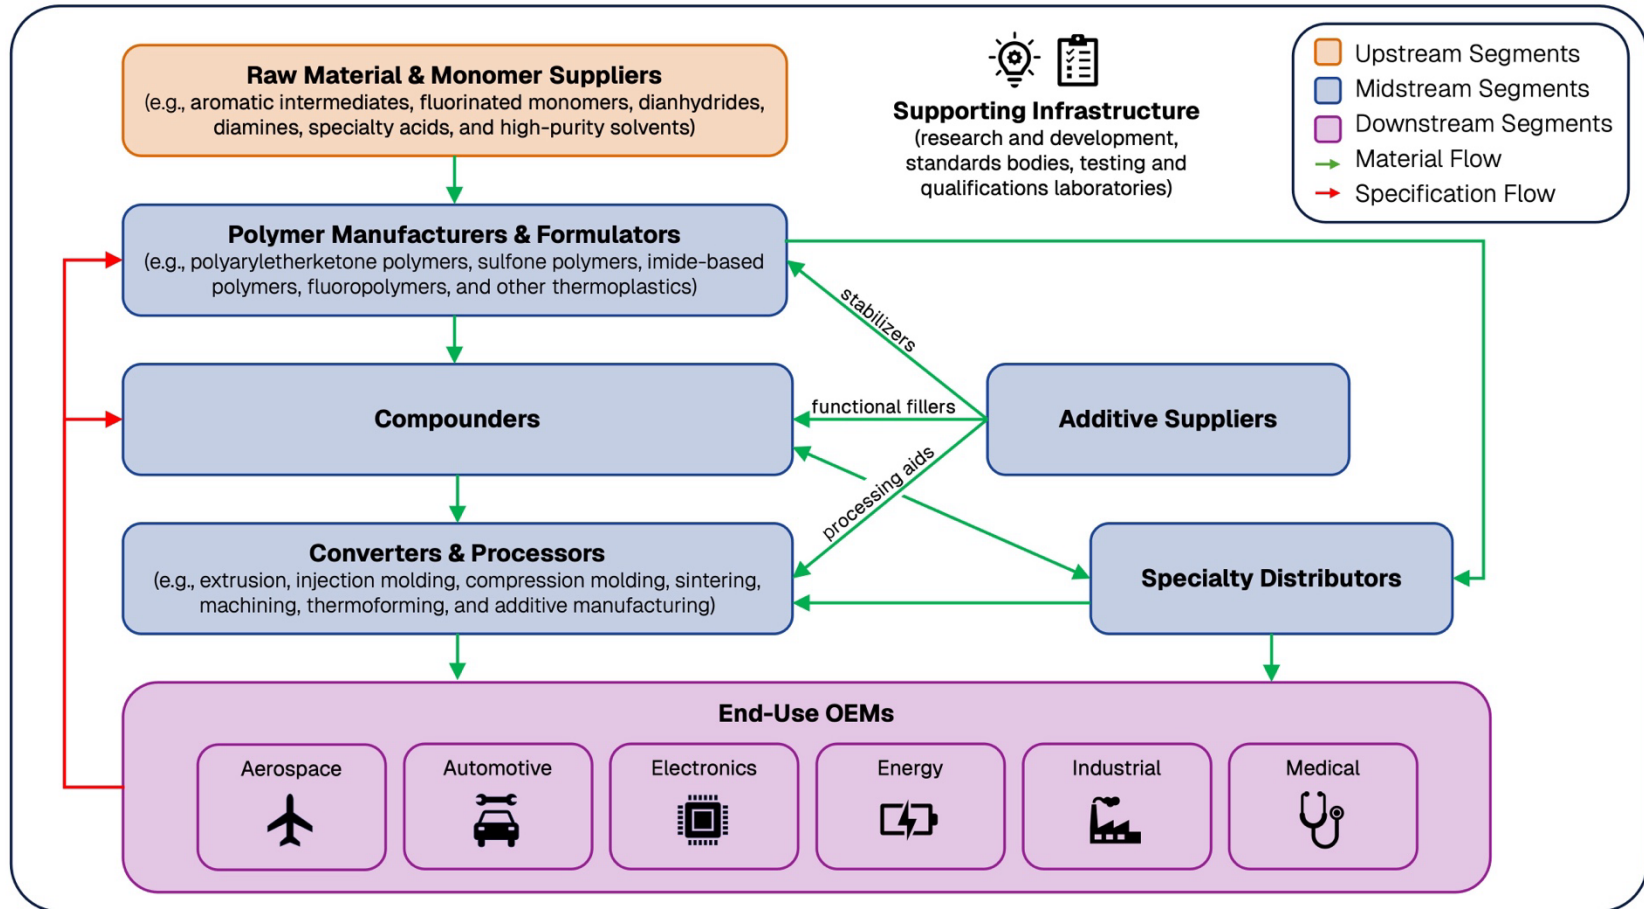 Raw Material & Monomer Suppliers
(e.g., aromatic intermediates, fluorinated monomers, dianhydrides,
diamines, specialty acids, and high-purity solvents)
Supporting Infrastructure
(research and development,
standards bodies, testing and
qualifications laboratories)
Upstream Segments
Midstream Segments
Downstream Segments
Material Flow
Specification Flow
Polymer Manufacturers & Formulators
(e.g., polyaryletherketone polymers, sulfone polymers, imide-based
polymers, fluoropolymers, and other thermoplastics)
stabilizers
Compounders
functional fillers
Additive Suppliers
processing aids
Converters & Processors
(e.g., extrusion, injection molding, compression molding, sintering,
machining, thermoforming, and additive manufacturing)
Specialty Distributors
End-Use OEMs
Aerospace
Automotive
Electronics
Energy
Industrial
Medical